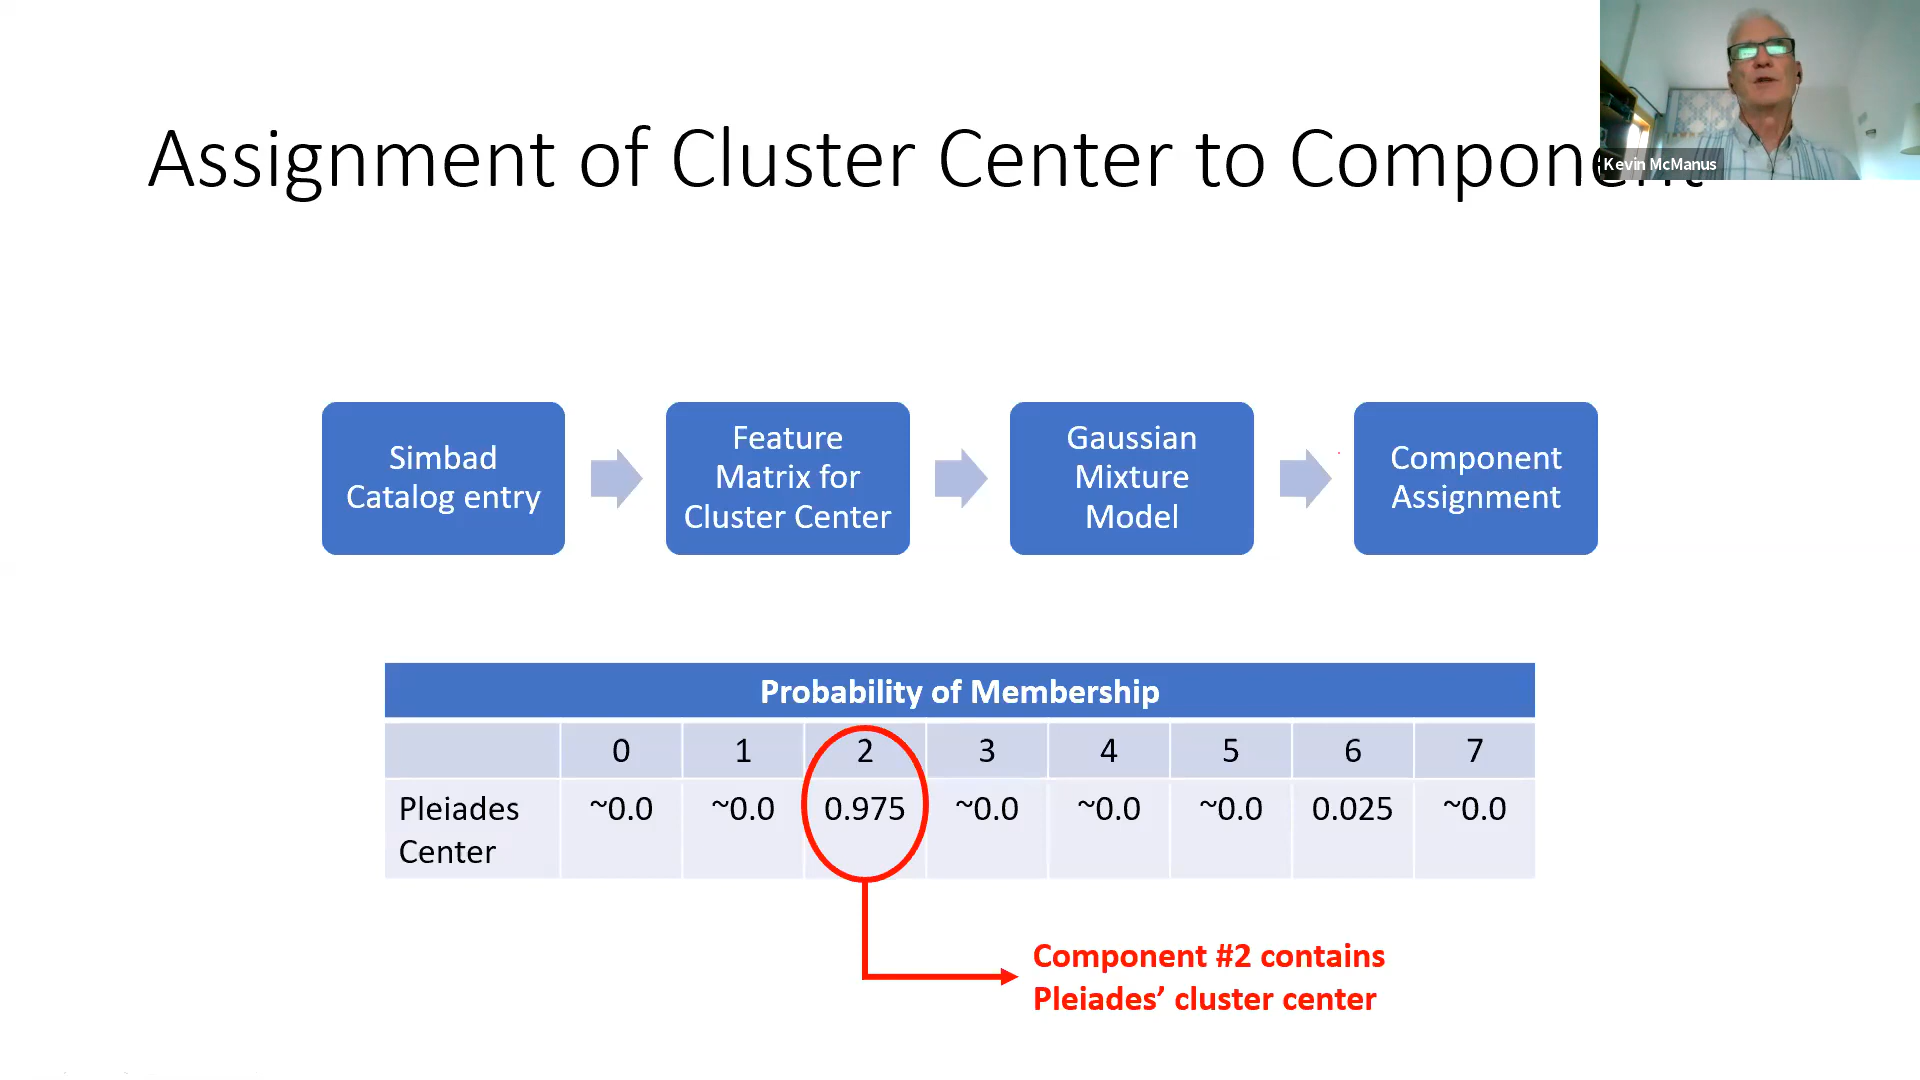 Assignment of Cluster Center to Component
Kevin McManus
Simbad
Catalog entry
Feature
Matrix for
Cluster Center
Gaussian
Mixture
Model
Component
Assignment
Probability of Membership
0 1 2 3 4 5 6 7
Pleiades ~0.0 ~0.0 0.975 ~0.0 ~0.0 ~0.0 0.025 ~0.0
Center
Component #2 contains
Pleiades’ cluster center